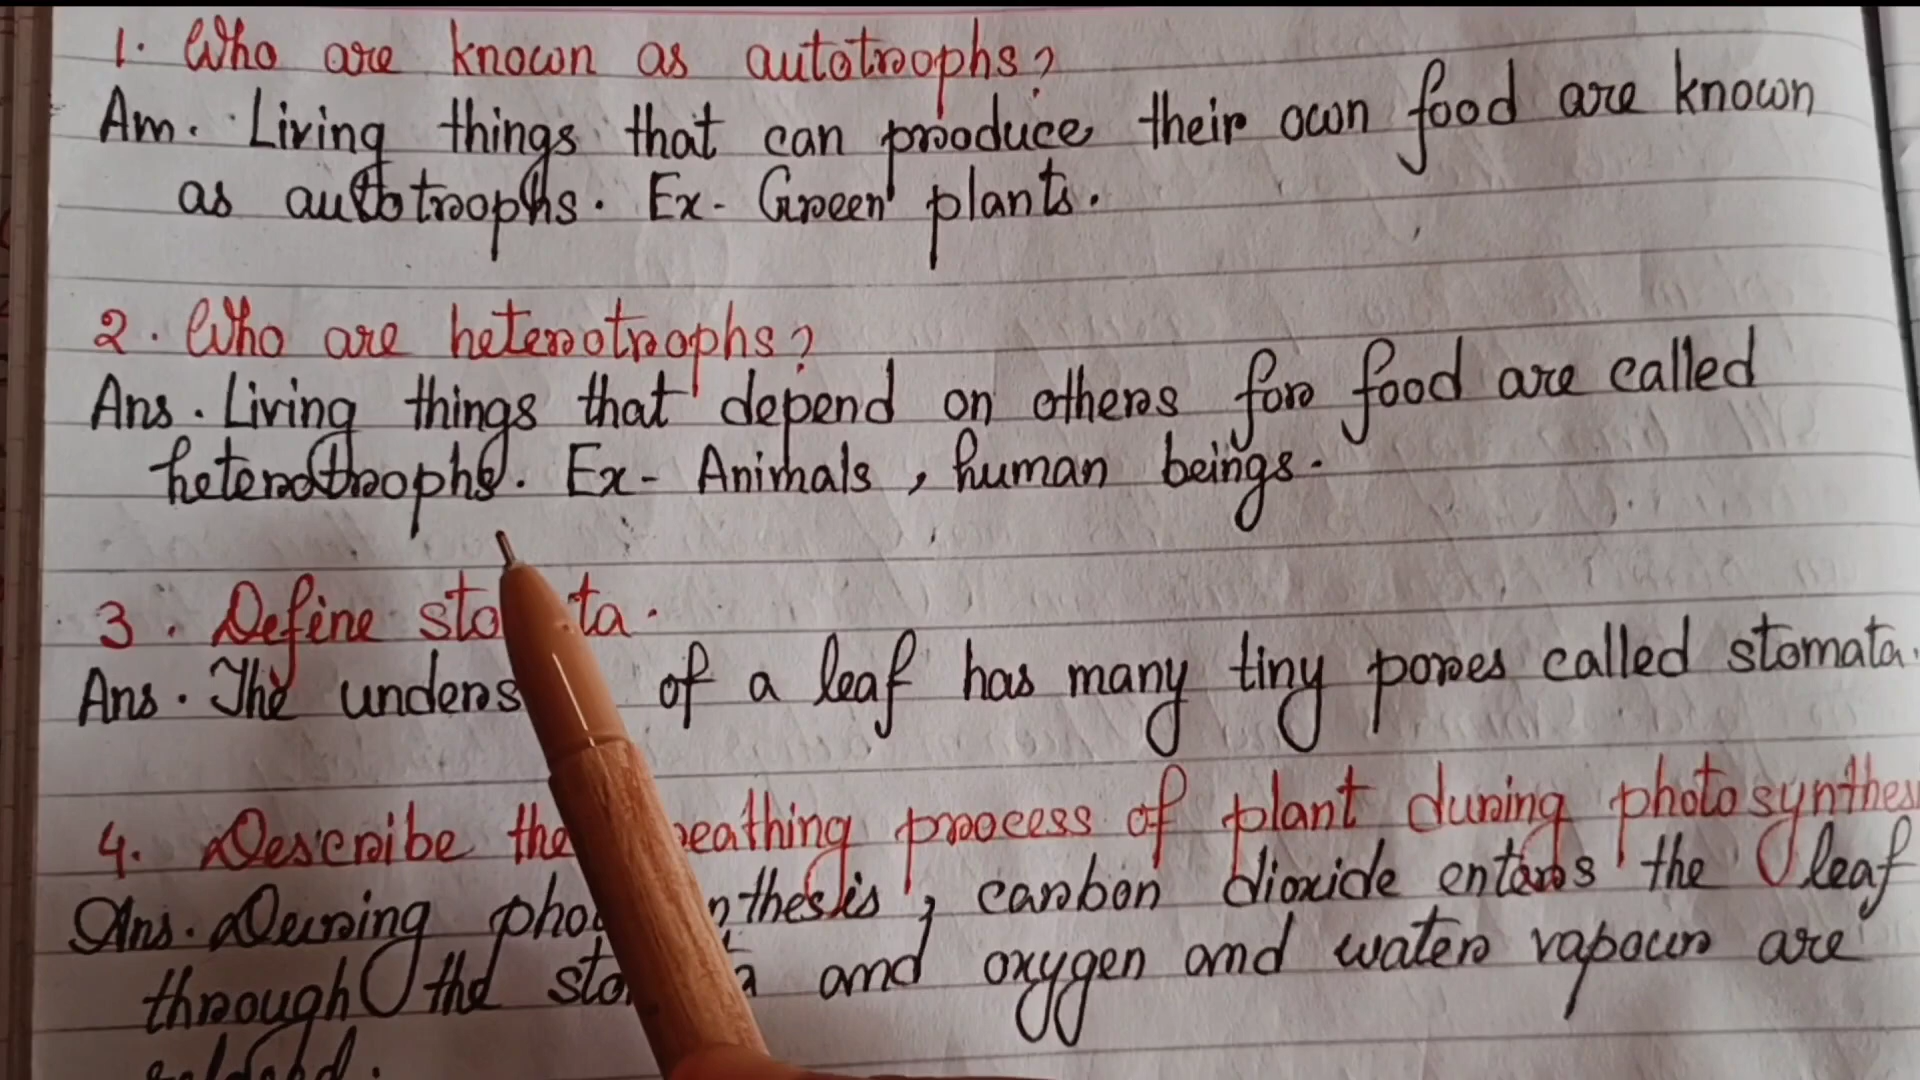 1. Who are known as autotrophs?
Ans. Living things that can produce their own food are known
as autotrophs. Ex- Green plants.
2. Who are heterotrophs?
Ans. Living things that depend on others for food are called
heterotrophs. Ex- Animals, human beings.
3. Define sto ta.
Ans. The unders of a leaf has many tiny pores called stomata.
4. Describe the reathing process of plant during photosynthes
Ans. During pho nthesis, carbon dioxide enters the leaf
through the sto a and oxygen and water vapour are